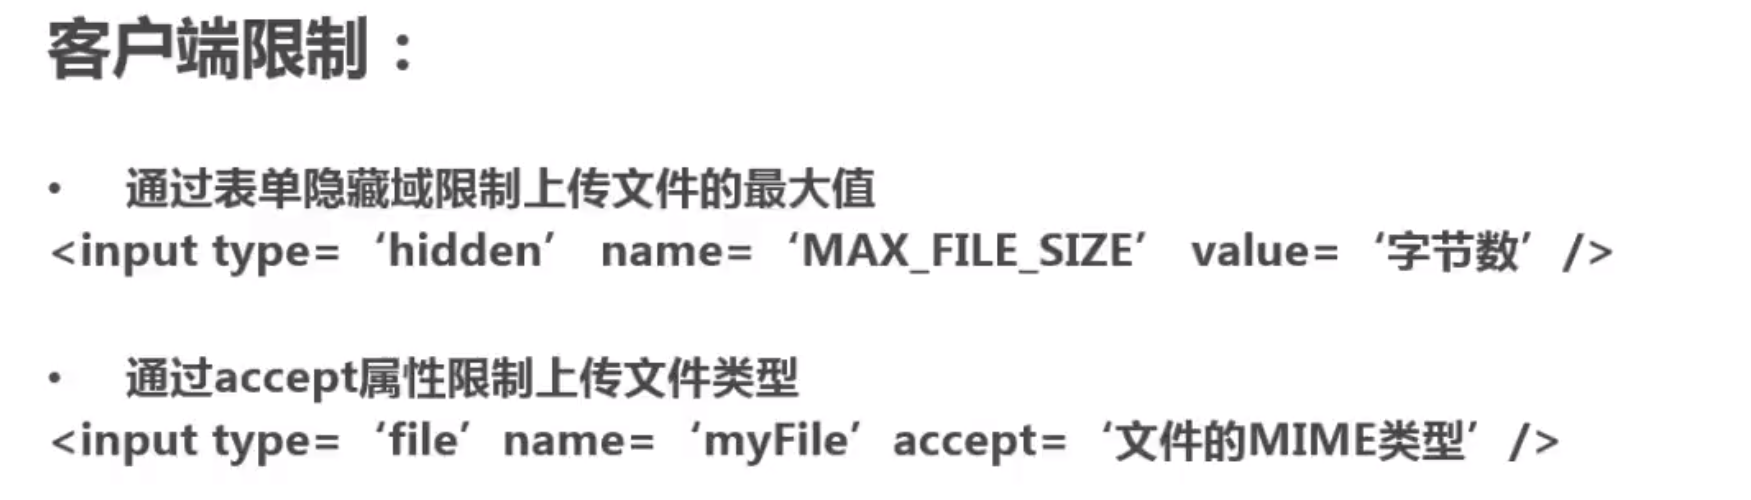 客户端限制：
• 通过表单隐藏域限制上传文件的最大值
<input type=‘hidden’ name=‘MAX_FILE_SIZE’ value=‘字节数’ />
• 通过accept属性限制上传文件类型
<input type=‘file’ name=‘myFile’ accept=‘文件的MIME类型’ />